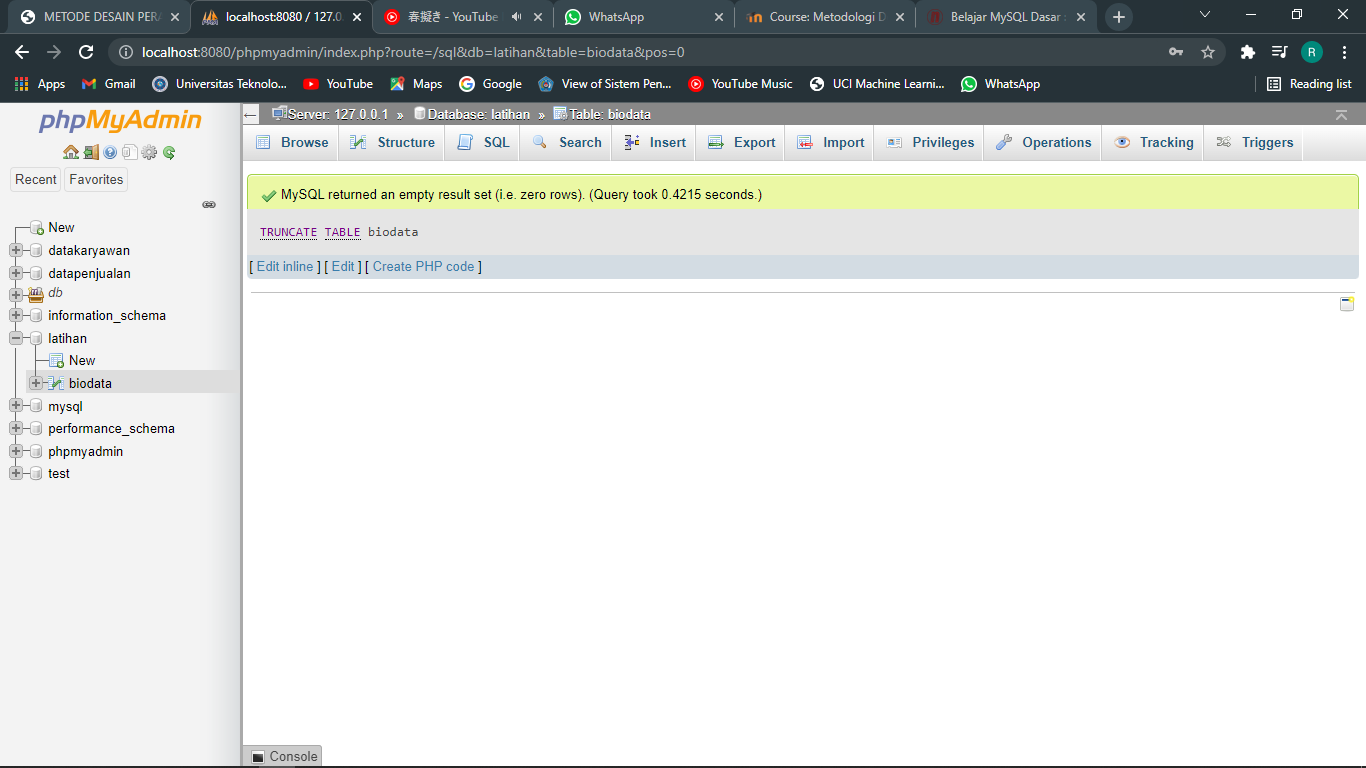 METODE DESAIN PERA
localhost:8080 / 127.0.
春擬き - YouTube
WhatsApp
Course: Metodologi D
Belajar MySQL Dasar :
localhost:8080/phpmyadmin/index.php?route=/sql&db=latihan&table=biodata&pos=0
R
Apps
Gmail
Universitas Teknolo...
YouTube
Maps
Google
View of Sistem Pen...
YouTube Music
UCI Machine Learni...
WhatsApp
Reading list
phpMyAdmin
Recent
Favorites
New
datakaryawan
datapenjualan
db
information_schema
latihan
New
biodata
mysql
performance_schema
phpmyadmin
test
Server: 127.0.0.1 » Database: latihan » Table: biodata
Browse
Structure
SQL
Search
Insert
Export
Import
Privileges
Operations
Tracking
Triggers
MySQL returned an empty result set (i.e. zero rows). (Query took 0.4215 seconds.)
TRUNCATE TABLE biodata
[ Edit inline ] [ Edit ] [ Create PHP code ]
Console